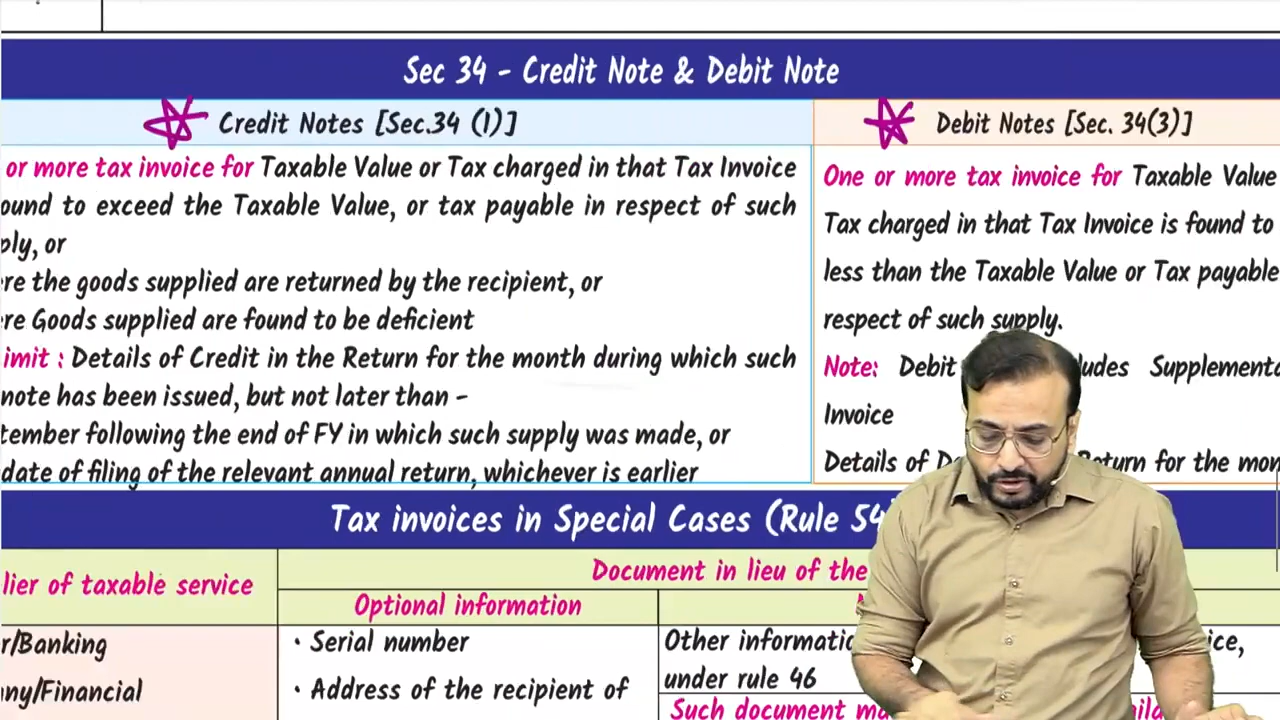 Sec 34 - Credit Note & Debit Note
Credit Notes [Sec.34 (1)]
or more tax invoice for Taxable Value or Tax charged in that Tax Invoice
ound to exceed the Taxable Value, or tax payable in respect of such
ply, or
ere the goods supplied are returned by the recipient, or
ere Goods supplied are found to be deficient
imit : Details of Credit in the Return for the month during which such
note has been issued, but not later than -
tember following the end of FY in which such supply was made, or
date of filing of the relevant annual return, whichever is earlier
Debit Notes [Sec. 34(3)]
One or more tax invoice for Taxable Value
Tax charged in that Tax Invoice is found to
less than the Taxable Value or Tax payable
respect of such supply.
Note: Debit udes Supplementa
Invoice
Details of D Return for the mon
Tax invoices in Special Cases (Rule 54
lier of taxable service
Document in lieu of the
Optional information
r/Banking
ny/Financial
• Serial number
• Address of the recipient of
Other informatio ice,
under rule 46
Such document ma ila